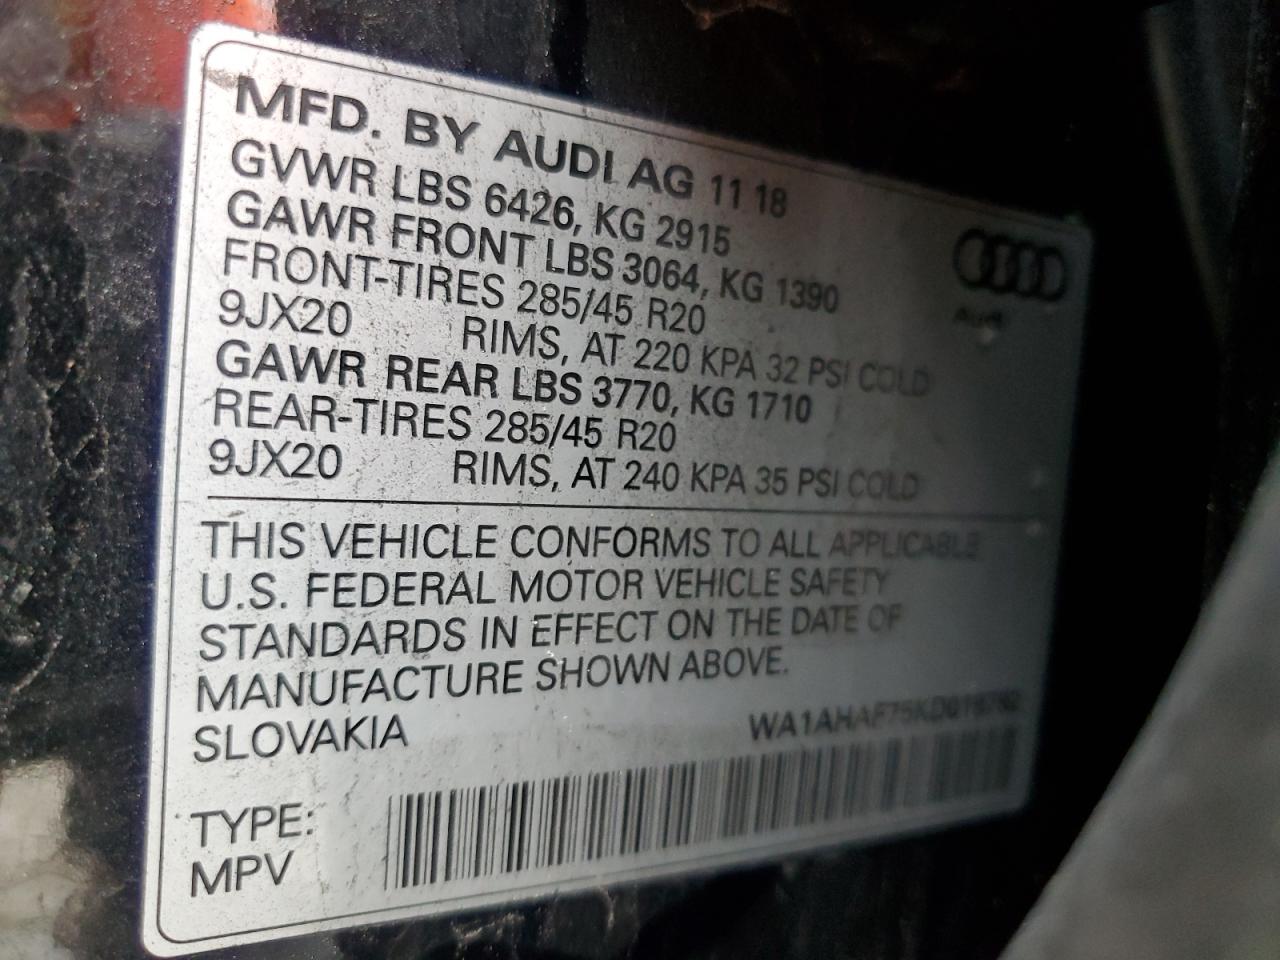 MFD. BY AUDI AG 11 18
GVWR LBS 6426, KG 2915
GAWR FRONT LBS 3064, KG 1390
FRONT-TIRES 285/45 R20
9JX20 RIMS, AT 220 KPA 32 PSI COLD
GAWR REAR LBS 3770, KG 1710
REAR-TIRES 285/45 R20
9JX20 RIMS, AT 240 KPA 35 PSI COLD
Audi
THIS VEHICLE CONFORMS TO ALL APPLICABLE
U.S. FEDERAL MOTOR VEHICLE SAFETY
STANDARDS IN EFFECT ON THE DATE OF
MANUFACTURE SHOWN ABOVE.
SLOVAKIA
TYPE:
MPV